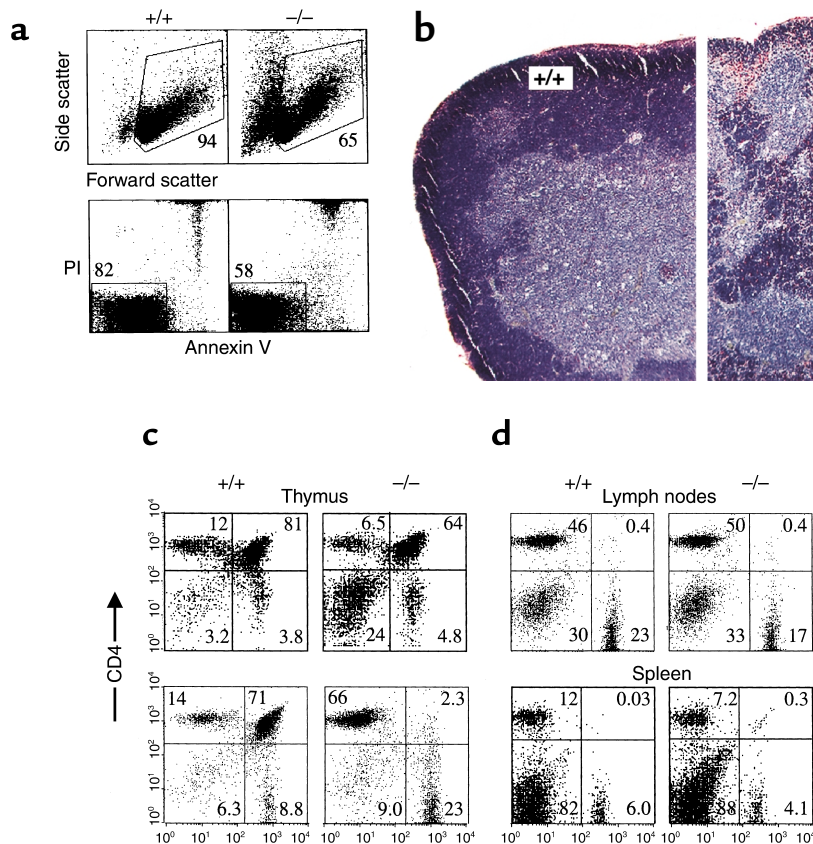 a
+/+ –/–
Side scatter
94 65
Forward scatter
PI
82 58
Annexin V
b
+/+
c
+/+ –/–
Thymus
10⁴ 10³ 10² 10¹ 10⁰
12 81 6.5 64
3.2 3.8 24 4.8
CD4
10⁴ 10³ 10² 10¹ 10⁰
14 71 66 2.3
6.3 8.8 9.0 23
10⁰ 10¹ 10² 10³ 10⁴ 10⁰ 10¹ 10² 10³ 10⁴
d
+/+ –/–
Lymph nodes
46 0.4 50 0.4
30 23 33 17
Spleen
12 0.03 7.2 0.3
82 6.0 88 4.1
10⁰ 10¹ 10² 10³ 10⁴ 10⁰ 10¹ 10² 10³ 10⁴